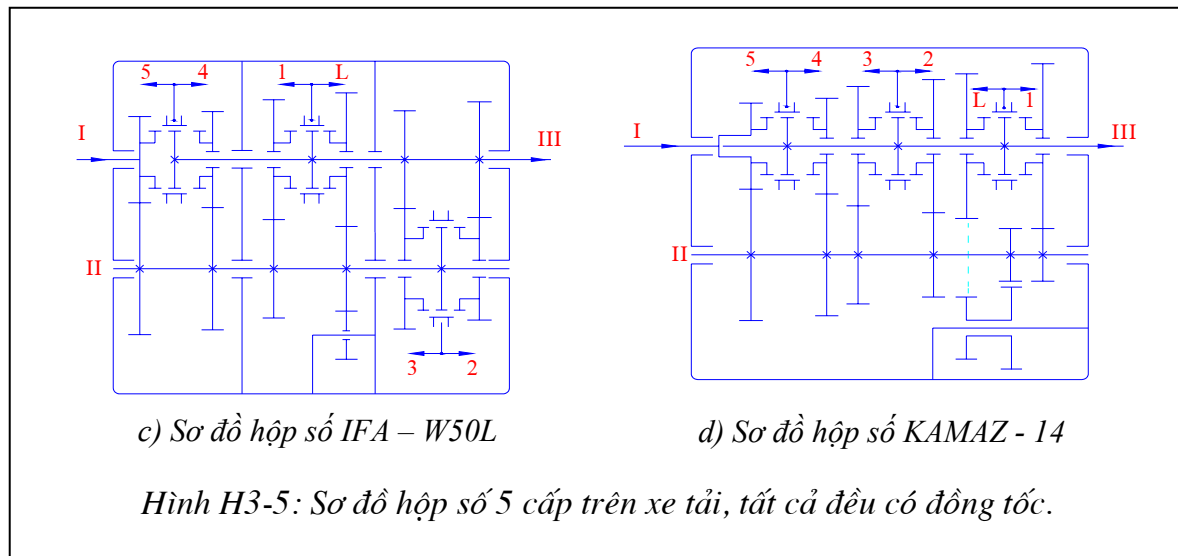 5 4 1 L
I III
II
3 2
c) Sơ đồ hộp số IFA – W50L
5 4 3 2 L 1
I III
II
d) Sơ đồ hộp số KAMAZ - 14
Hình H3-5: Sơ đồ hộp số 5 cấp trên xe tải, tất cả đều có đồng tốc.